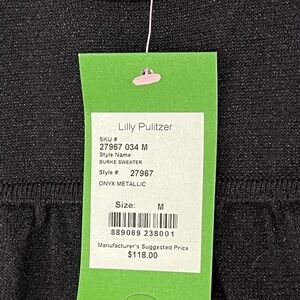 Lilly Pulitzer
SKU #
27967 034 M
Style Name:
BURKE SWEATER
Style # 27967
ONYX METALLIC
Size: M
889069 238001
Manufacturer's Suggested Price
$118.00